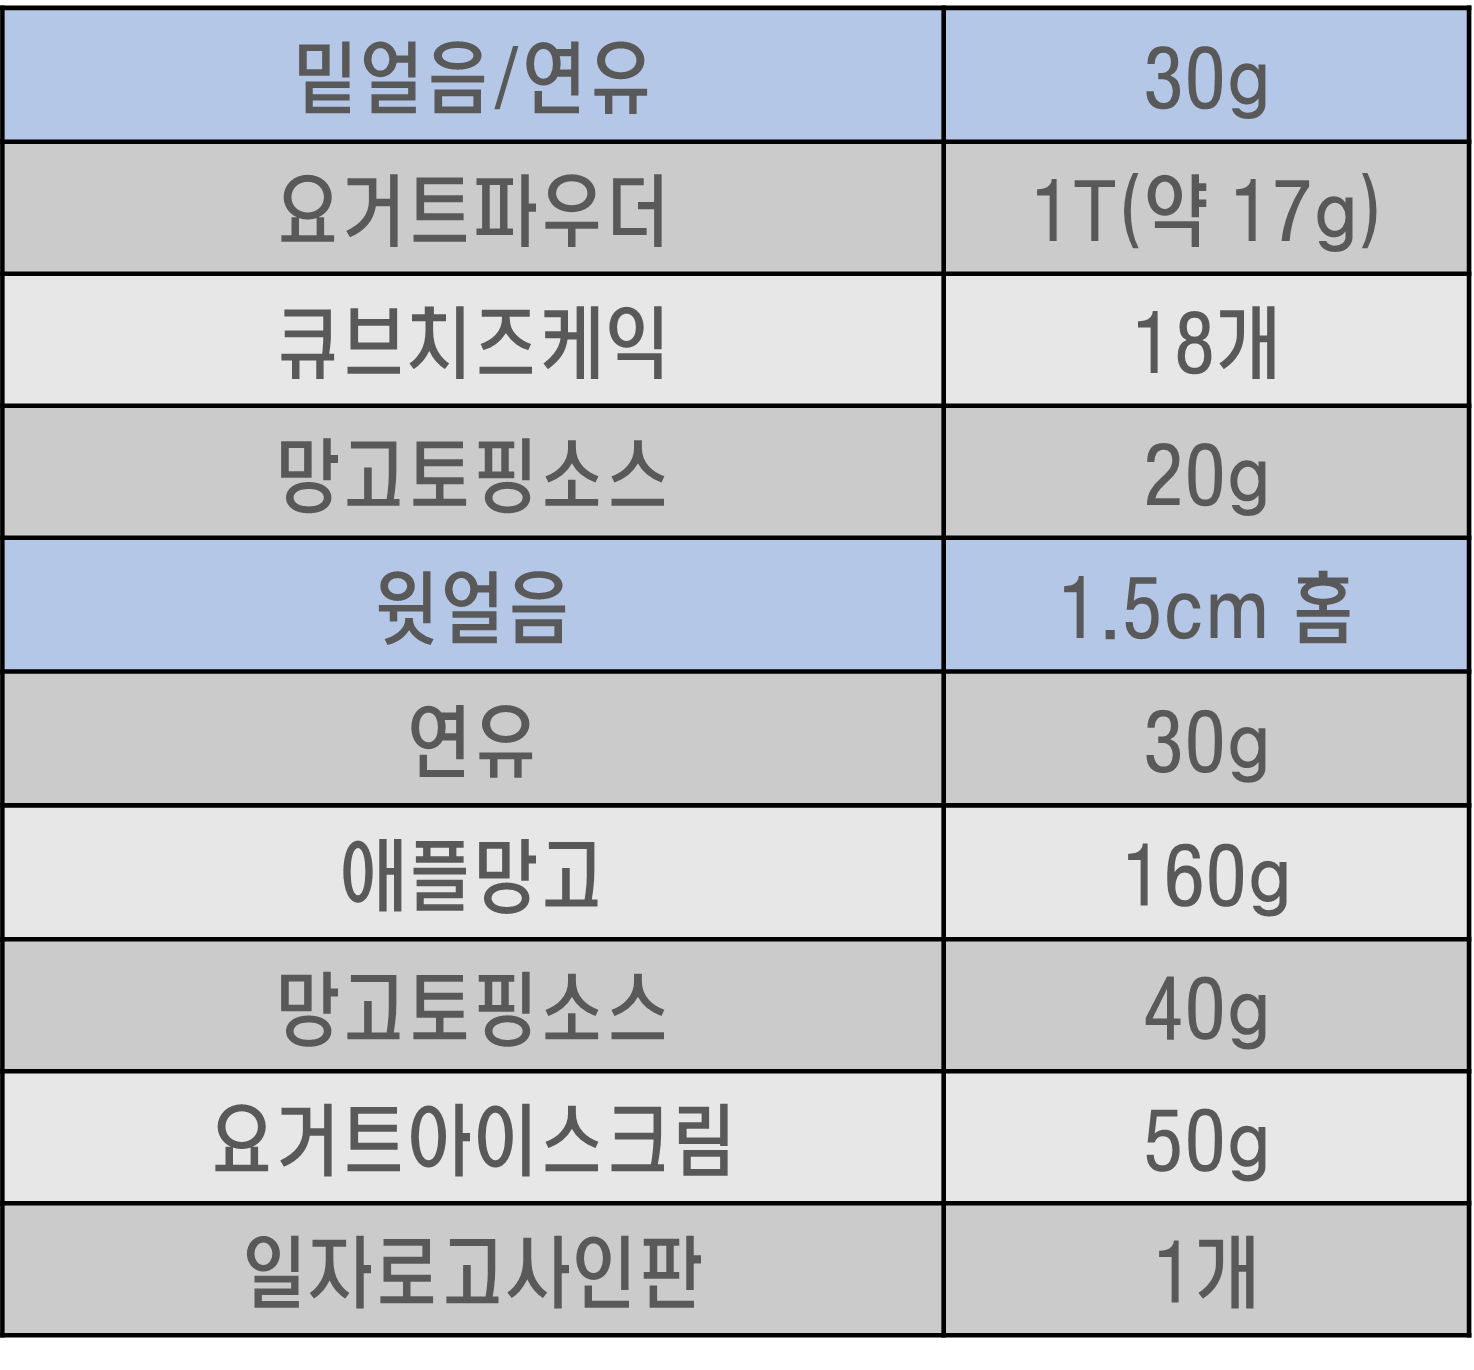 밑얼음/연유 30g
요거트파우더 1T(약 17g)
큐브치즈케익 18개
망고토핑소스 20g
윗얼음 1.5cm 홈
연유 30g
애플망고 160g
망고토핑소스 40g
요거트아이스크림 50g
일자로고사인판 1개